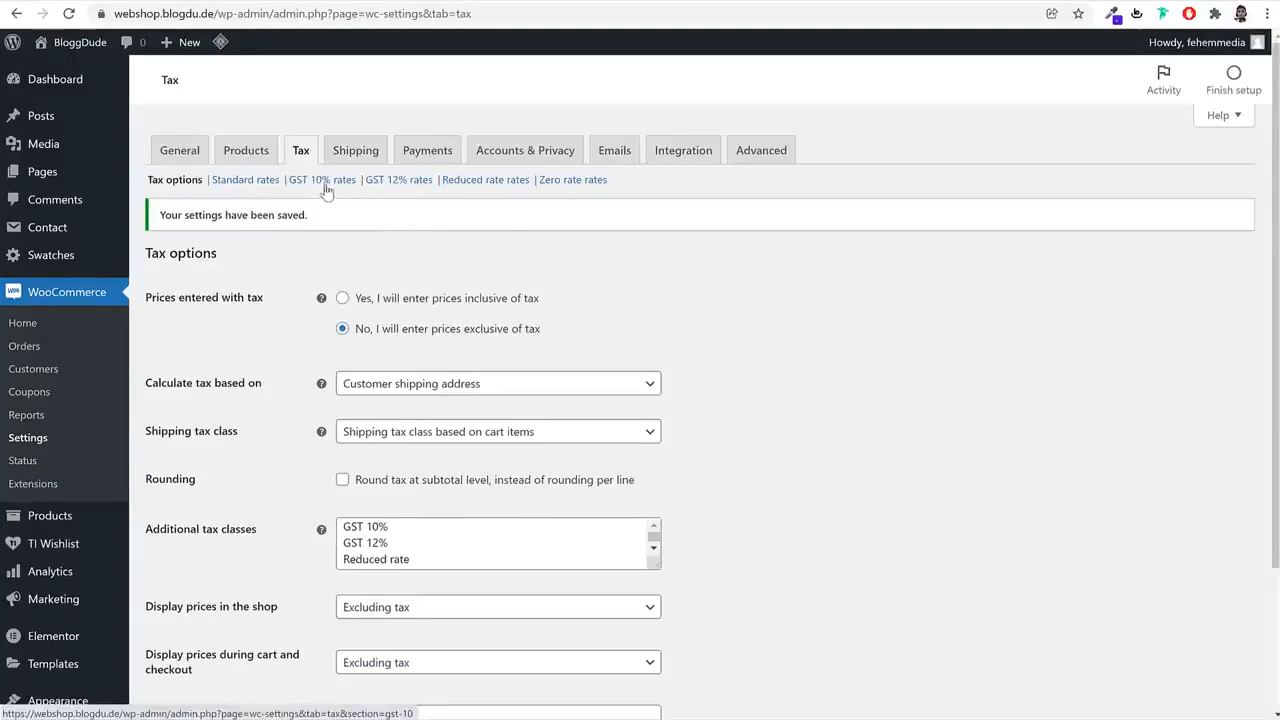 webshop.blogdu.de/wp-admin/admin.php?page=wc-settings&tab=tax
BloggDude 0 New Howdy, fehemmedia
Dashboard
Posts
Media
Pages
Comments
Contact
Swatches
WooCommerce
Home
Orders
Customers
Coupons
Reports
Settings
Status
Extensions
Products
TI Wishlist
Analytics
Marketing
Elementor
Templates
Appearance
Tax
Activity Finish setup
Help
General Products Tax Shipping Payments Accounts & Privacy Emails Integration Advanced
Tax options | Standard rates | GST 10% rates | GST 12% rates | Reduced rate rates | Zero rate rates
Your settings have been saved.
Tax options
Prices entered with tax
Yes, I will enter prices inclusive of tax
No, I will enter prices exclusive of tax
Calculate tax based on
Customer shipping address
Shipping tax class
Shipping tax class based on cart items
Rounding
Round tax at subtotal level, instead of rounding per line
Additional tax classes
GST 10%
GST 12%
Reduced rate
Display prices in the shop
Excluding tax
Display prices during cart and
checkout
Excluding tax
https://webshop.blogdu.de/wp-admin/admin.php?page=wc-settings&tab=tax&section=gst-10